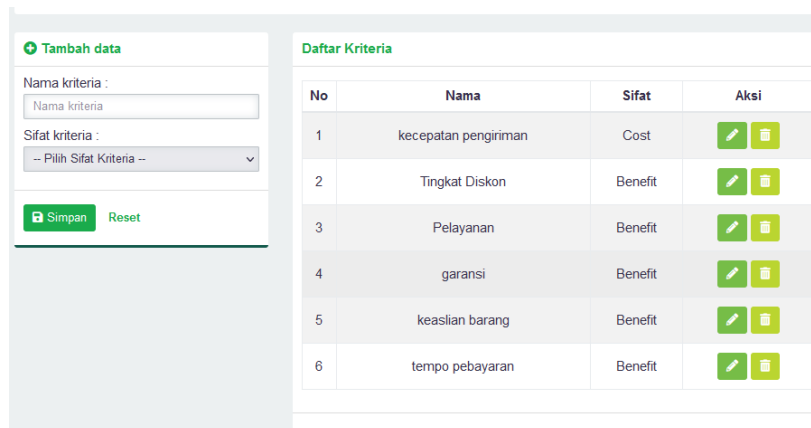 Tambah data
Nama kriteria :
Nama kriteria
Sifat kriteria :
-- Pilih Sifat Kriteria --
Simpan Reset
Daftar Kriteria
No Nama Sifat Aksi
1 kecepatan pengiriman Cost
2 Tingkat Diskon Benefit
3 Pelayanan Benefit
4 garansi Benefit
5 keaslian barang Benefit
6 tempo pebayaran Benefit